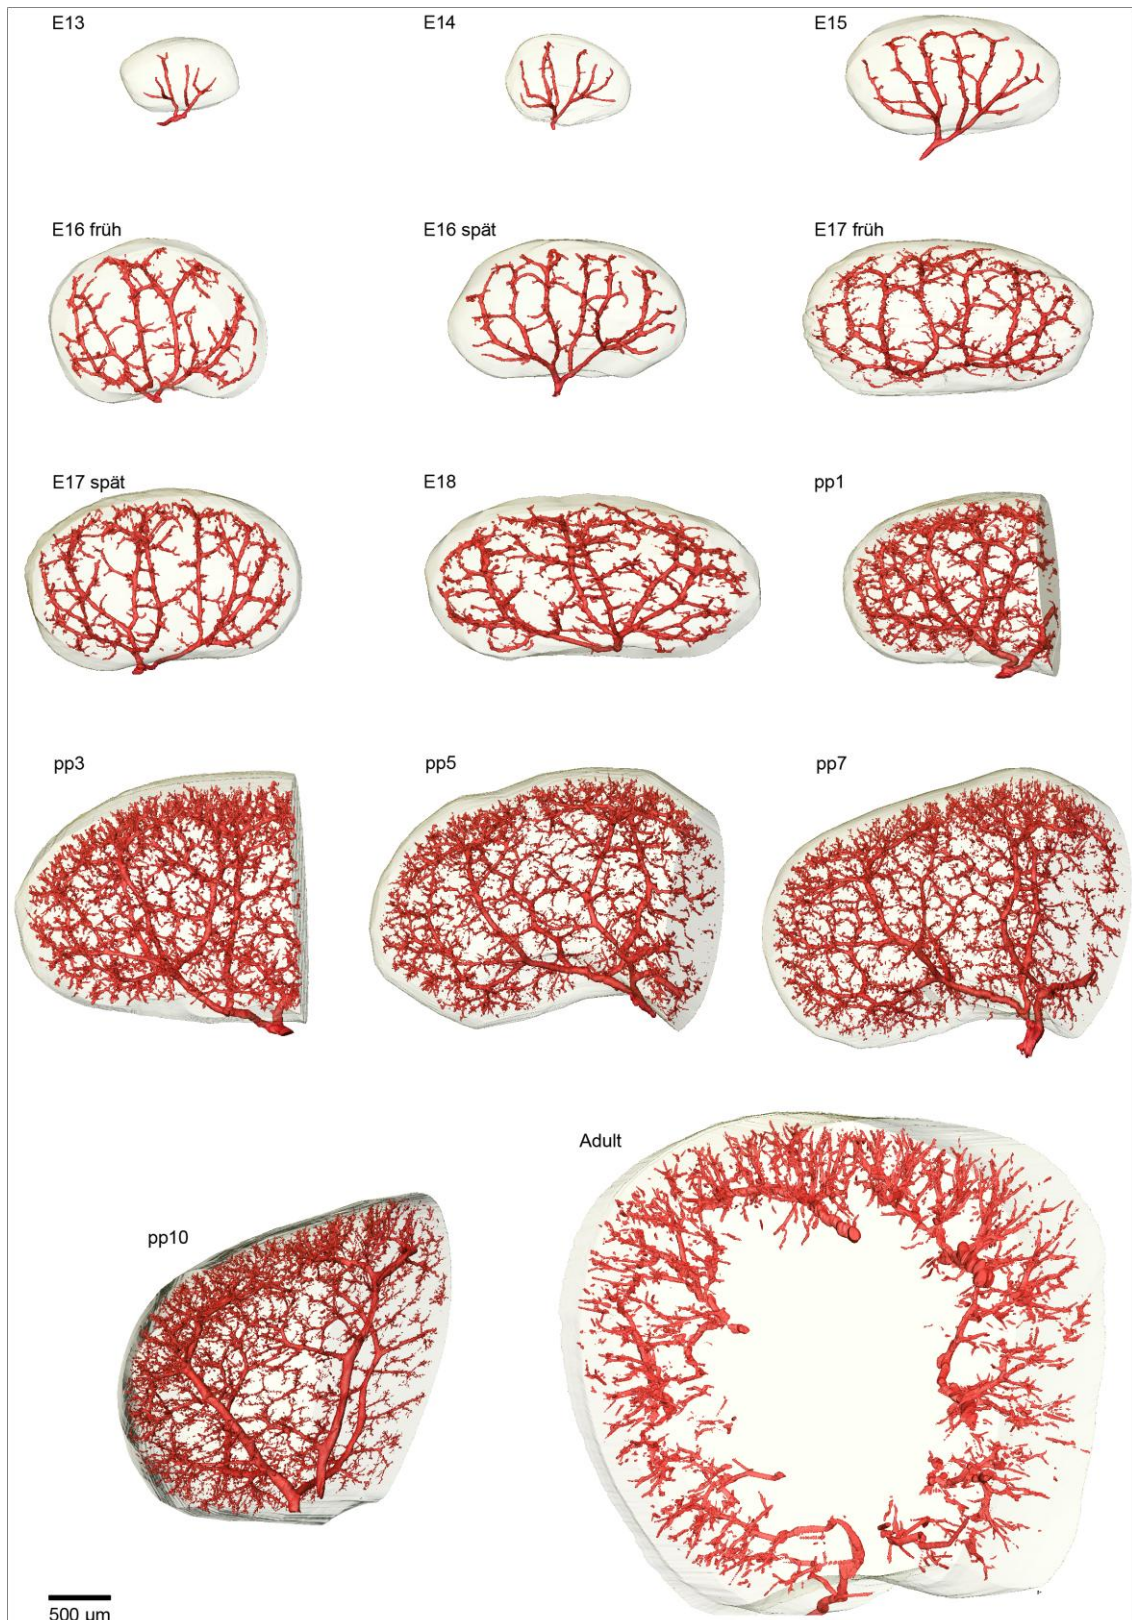 E13
E14
E15
E16 früh
E16 spät
E17 früh
E17 spät
E18
pp1
pp3
pp5
pp7
Adult
pp10
500 µm